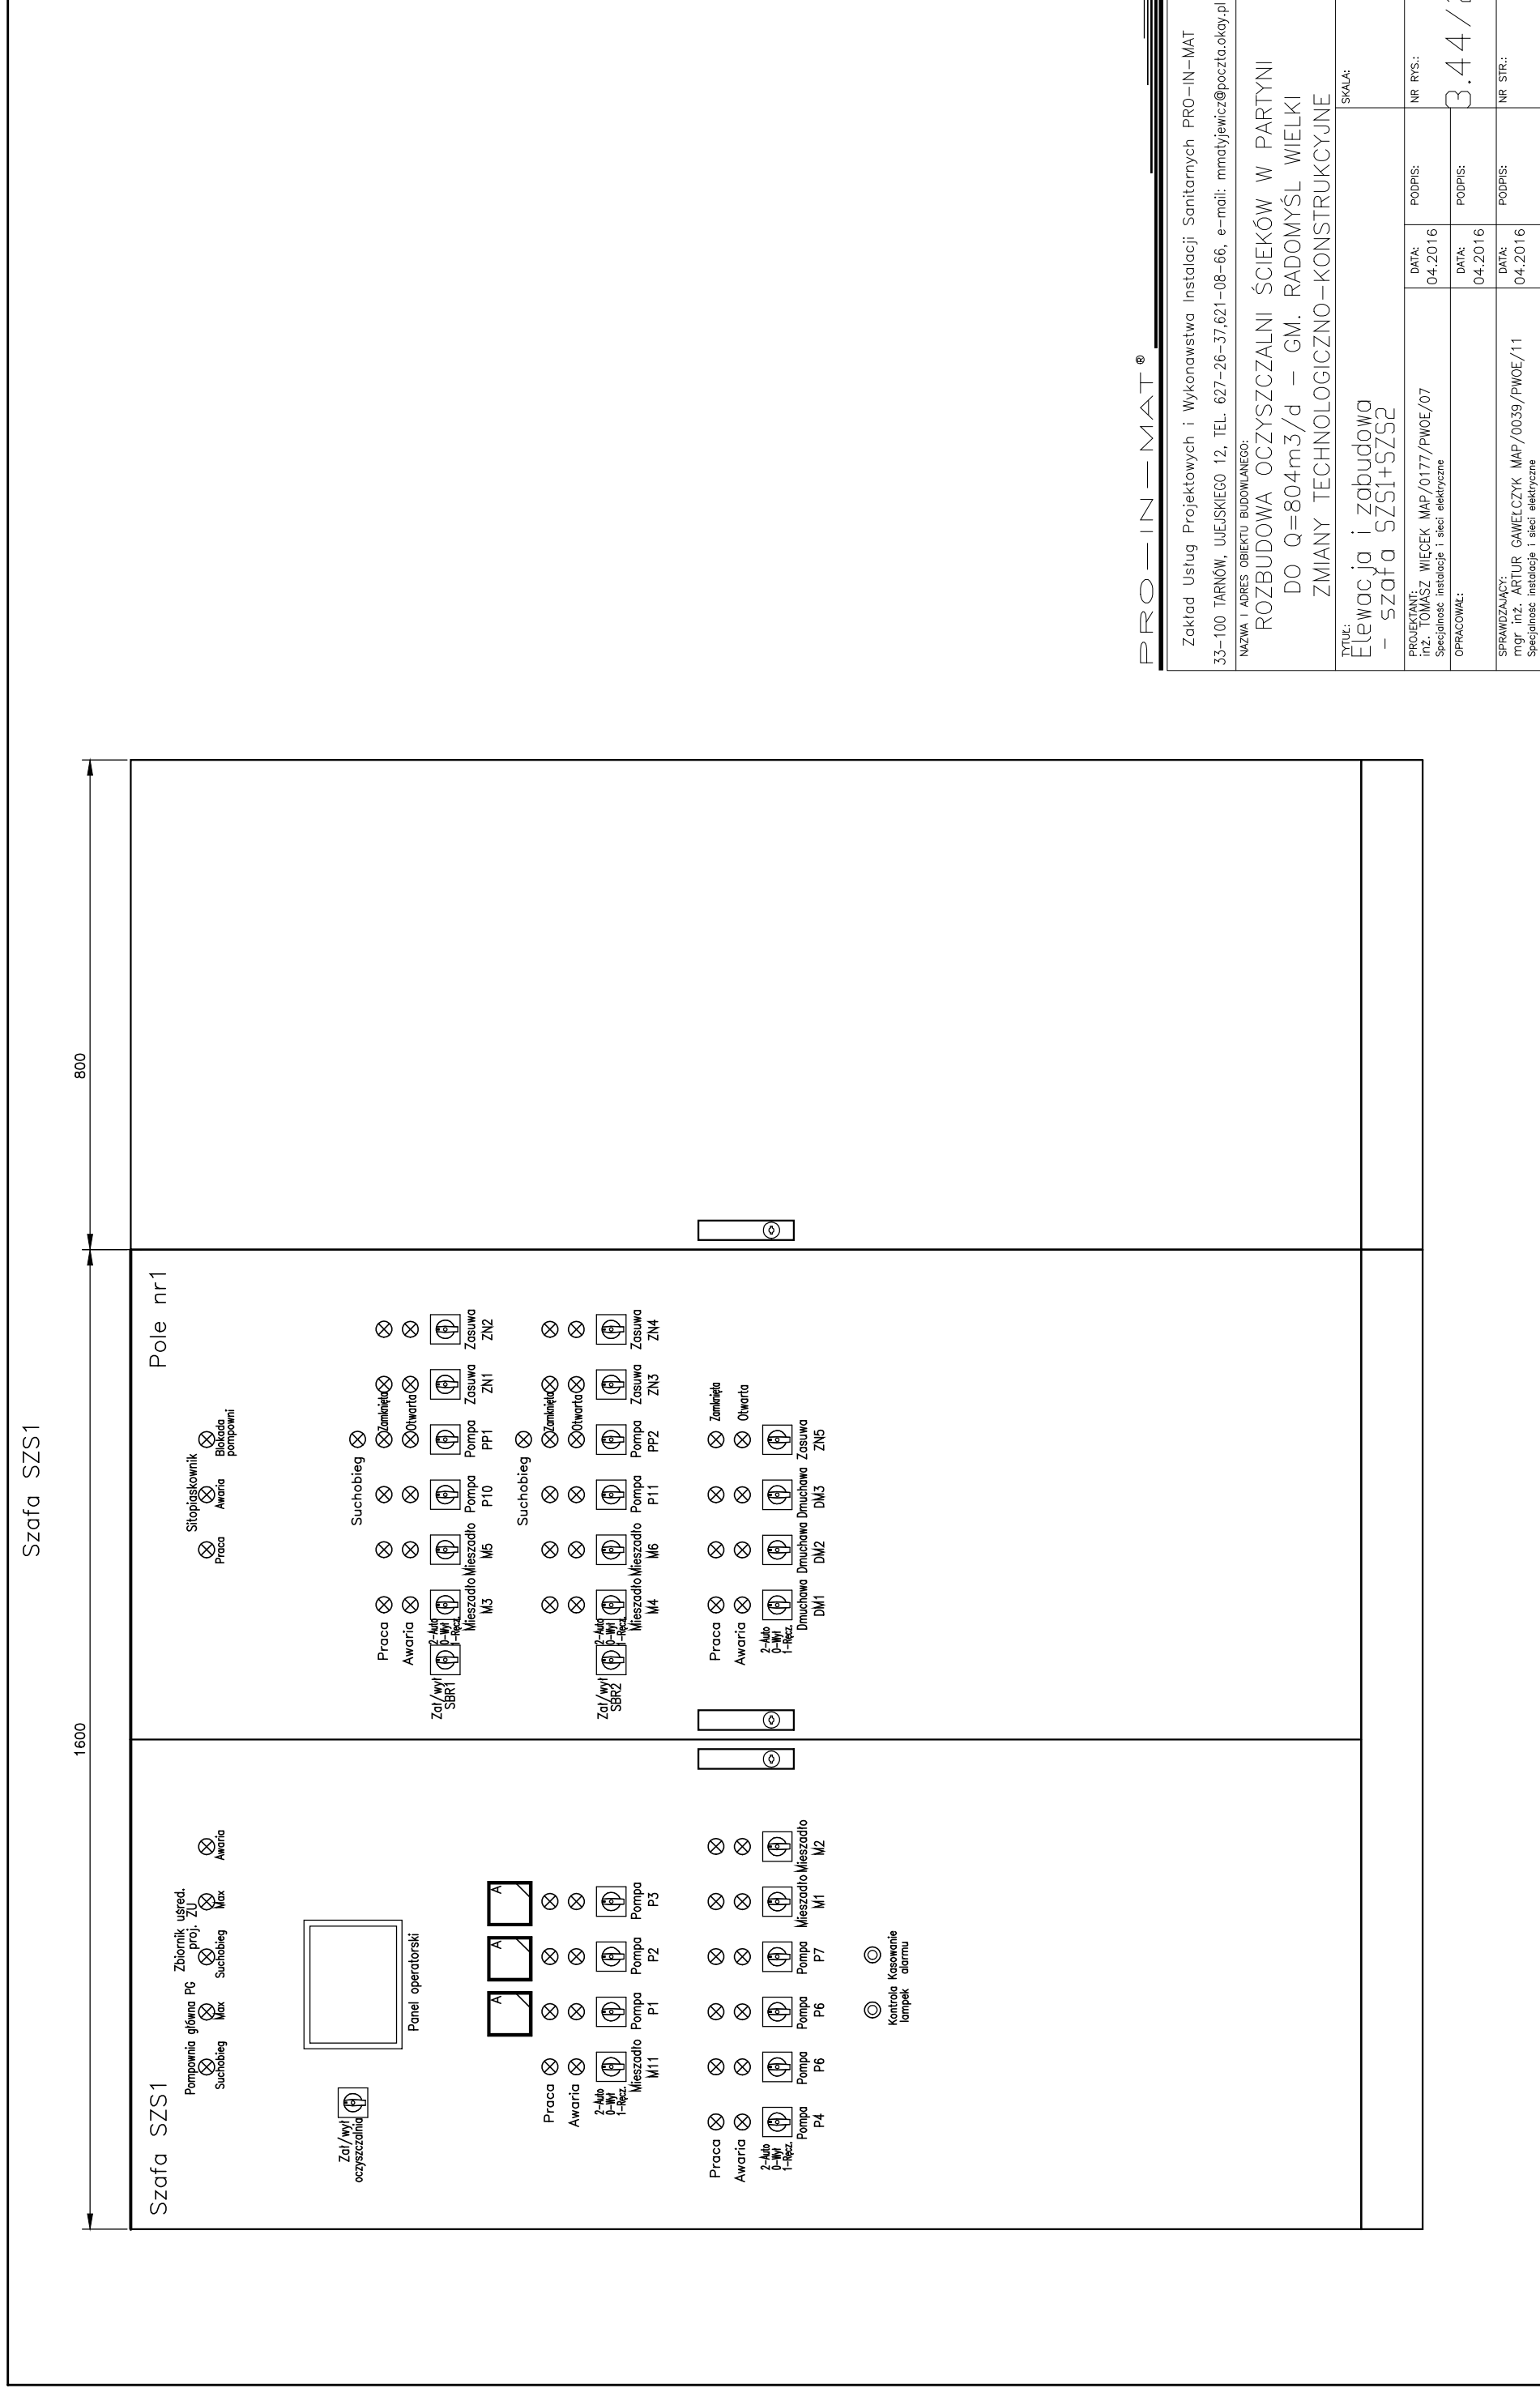 Szafa SZS1
1600
800
Szafa SZS1
Pole nr1
Pompownia główna PG
Suchobieg
Max
Zbiornik uśred.
proj. ZU
Suchobieg
Max
Awaria
Sitopiaskownik
Praca
Awaria
Blokada
pompowni
Zał/wył
oczyszczalnia
Panel operatorski
A
A
A
Praca
Awaria
2-Auto
0-Wył
1-Ręcz.
Mieszadło
M11
Pompa
P1
Pompa
P2
Pompa
P3
Praca
Awaria
2-Auto
0-Wył
1-Ręcz.
Pompa
P4
Pompa
P6
Pompa
P6
Pompa
P7
Mieszadło
M1
Mieszadło
M2
Kontrola
lampek
Kasowanie
alarmu
Suchobieg
Praca
Awaria
Zamknięta
Otwarta
Zał/wył
SBR1
2-Auto
0-Wył
1-Ręcz.
Mieszadło
M3
Mieszadło
M5
Pompa
P10
Pompa
PP1
Zasuwa
ZN1
Zasuwa
ZN2
Suchobieg
Zamknięta
Otwarta
Zał/wył
SBR2
2-Auto
0-Wył
1-Ręcz.
Mieszadło
M4
Mieszadło
M6
Pompa
P11
Pompa
PP2
Zasuwa
ZN3
Zasuwa
ZN4
Praca
Awaria
Zamknięta
Otwarta
2-Auto
0-Wył
1-Ręcz.
Dmuchawa
DM1
Dmuchawa
DM2
Dmuchawa
DM3
Zasuwa
ZN5
PRO-IN-MAT®
Zakład Usług Projektowych i Wykonawstwa Instalacji Sanitarnych PRO-IN-MAT
33-100 TARNÓW, UJEJSKIEGO 12, TEL. 627-26-37,621-08-66, e-mail: mmatyjewicz@poczta.okay.pl
NAZWA I ADRES OBIEKTU BUDOWLANEGO:
ROZBUDOWA OCZYSZCZALNI ŚCIEKÓW W PARTYNI
DO Q=804m3/d - GM. RADOMYŚL WIELKI
ZMIANY TECHNOLOGICZNO-KONSTRUKCYJNE
TYTUŁ:
Elewacja i zabudowa
- szafa SZS1+SZS2
SKALA:
PROJEKTANT:
inż. TOMASZ WIĘCEK MAP/0177/PWOE/07
Specjalność instalacje i sieci elektryczne
DATA:
04.2016
PODPIS:
NR RYS.:
3.44/
OPRACOWAŁ:
DATA:
04.2016
PODPIS:
SPRAWDZAJĄCY:
mgr inż. ARTUR GAWEŁCZYK MAP/0039/PWOE/11
Specjalność instalacje i sieci elektryczne
DATA:
04.2016
PODPIS:
NR STR.: